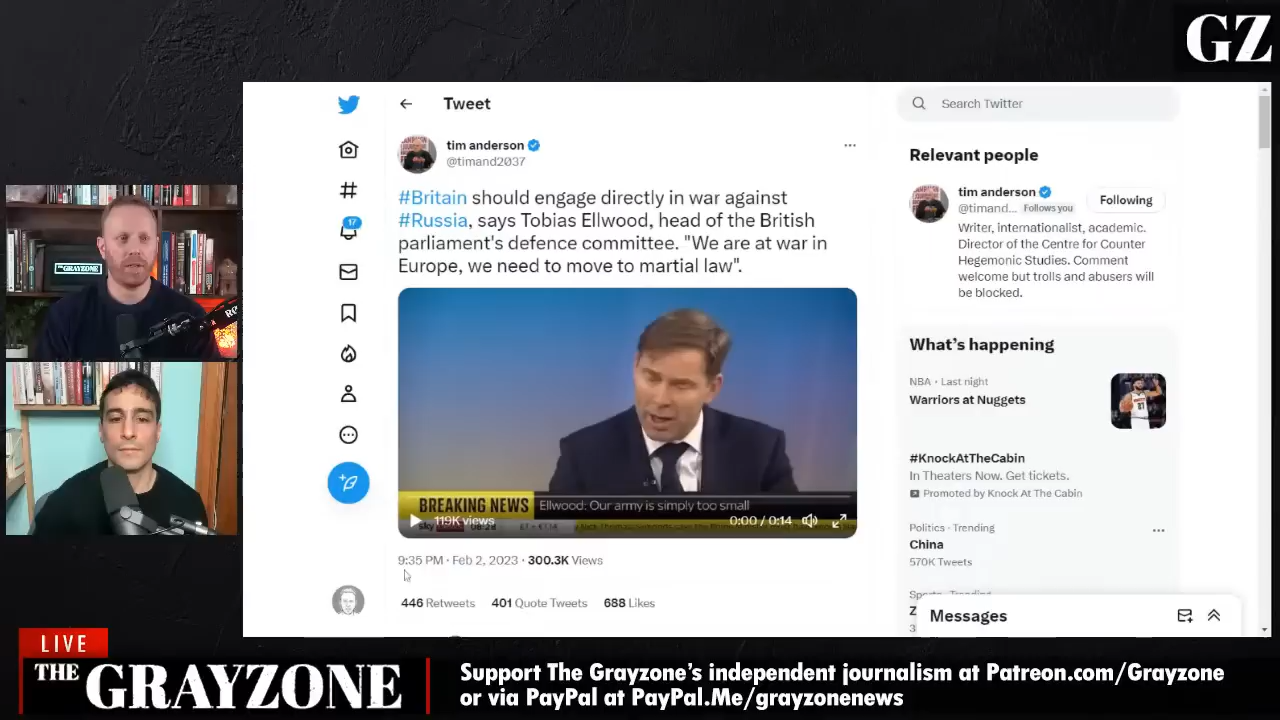 GZ
Tweet
tim anderson
@timand2037
#Britain should engage directly in war against
#Russia, says Tobias Ellwood, head of the British
parliament's defence committee. "We are at war in
Europe, we need to move to martial law".
BREAKING NEWS
Ellwood: Our army is simply too small
119K views
0:00 / 0:14
sky
9:35 PM · Feb 2, 2023 · 300.3K Views
446 Retweets 401 Quote Tweets 688 Likes
17
Search Twitter
Relevant people
tim anderson
@timand... Follows you
Following
Writer, internationalist, academic.
Director of the Centre for Counter
Hegemonic Studies. Comment
welcome but trolls and abusers will
be blocked.
What's happening
NBA · Last night
Warriors at Nuggets
#KnockAtTheCabin
In Theaters Now. Get tickets.
Promoted by Knock At The Cabin
Politics · Trending
China
570K Tweets
Messages
THE GRAYZONE
LIVE
THE GRAYZONE
Support The Grayzone's independent journalism at Patreon.com/Grayzone
or via PayPal at PayPal.Me/grayzonenews